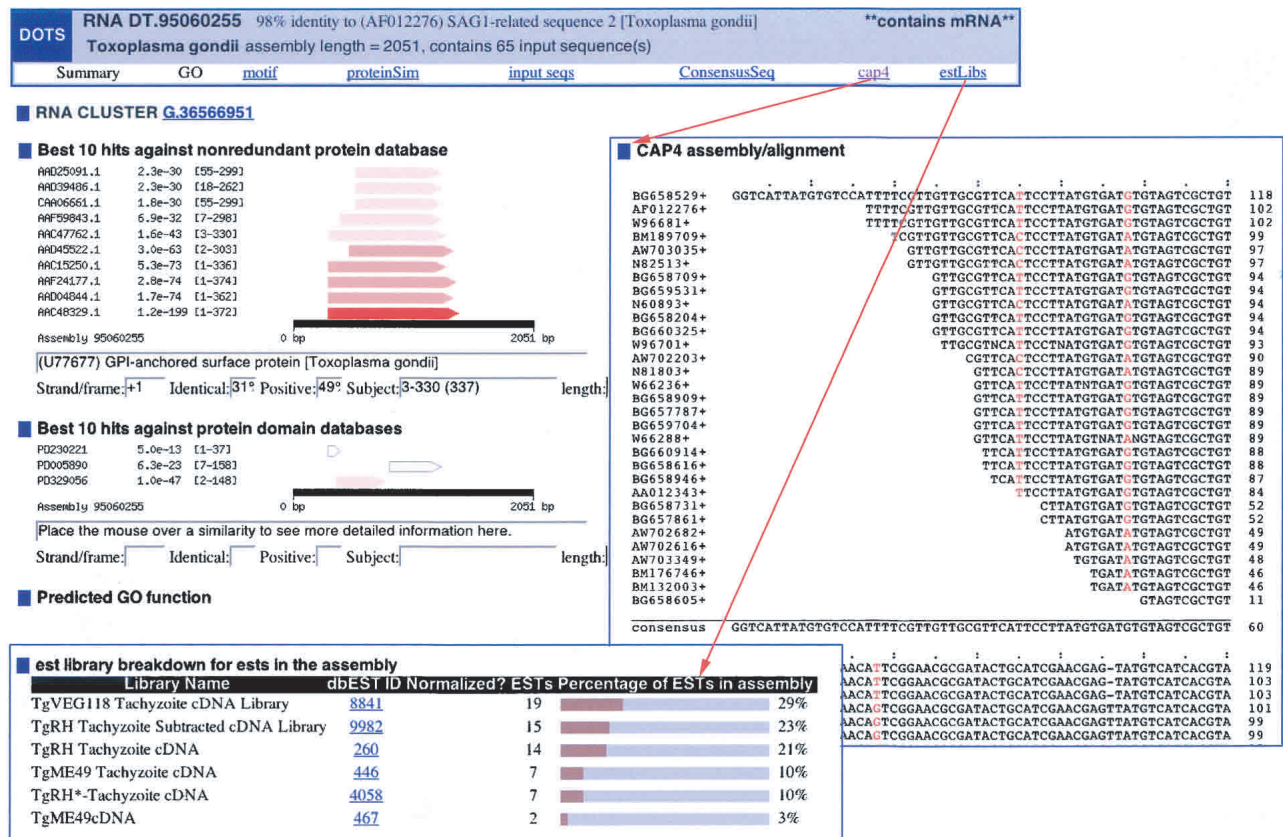 DOTS
RNA DT.95060255 98% identity to (AF012276) SAG1-related sequence 2 [Toxoplasma gondii] **contains mRNA**
Toxoplasma gondii assembly length = 2051, contains 65 input sequence(s)
Summary GO motif proteinSim input seqs ConsensusSeq cap4 estLibs
RNA CLUSTER G.36566951
Best 10 hits against nonredundant protein database
AAD25091.1 2.3e-30 [55-299]
AAD39486.1 2.3e-30 [18-262]
CAA06661.1 1.8e-30 [55-299]
AAF59843.1 6.9e-32 [7-298]
AAC47762.1 1.6e-43 [3-330]
AAD45522.1 3.0e-63 [2-303]
AAC15250.1 5.3e-73 [1-336]
AAF24177.1 2.8e-74 [1-374]
AAD04844.1 1.7e-74 [1-362]
AAC48329.1 1.2e-199 [1-372]
Assembly 95060255 0 bp 2051 bp
(U77677) GPI-anchored surface protein [Toxoplasma gondii]
Strand/frame: +1 Identical: 31% Positive: 49% Subject: 3-330 (337) length:
Best 10 hits against protein domain databases
PD230221 5.0e-13 [1-37]
PD005890 6.3e-23 [7-158]
PD329056 1.0e-47 [2-148]
Assembly 95060255 0 bp 2051 bp
Place the mouse over a similarity to see more detailed information here.
Strand/frame: Identical: Positive: Subject: length:
Predicted GO function
CAP4 assembly/alignment
BG658529+ GGTCATTATGTGTCCATTTTCGTTGTTGCGTTCATTCCTTATGTGATGTGTAGTCGCTGT 118
AF012276+ TTTTCGTTGTTGCGTTCATTCCTTATGTGATGTGTAGTCGCTGT 102
W96681+ TTTTCGTTGTTGCGTTCATTCCTTATGTGATGTGTAGTCGCTGT 102
BM189709+ TCGTTGTTGCGTTCACTCCTTATGTGATATGTAGTCGCTGT 99
AW703035+ GTTGTTGCGTTCACTCCTTATGTGATATGTAGTCGCTGT 97
N82513+ GTTGTTGCGTTCACTCCTTATGTGATATGTAGTCGCTGT 97
BG658709+ GTTGCGTTCATTCCTTATGTGATGTGTAGTCGCTGT 94
BG659531+ GTTGCGTTCATTCCTTATGTGATGTGTAGTCGCTGT 94
N60893+ GTTGCGTTCACTCCTTATGTGATATGTAGTCGCTGT 94
BG658204+ GTTGCGTTCATTCCTTATGTGATGTGTAGTCGCTGT 94
BG660325+ GTTGCGTTCATTCCTTATGTGATGTGTAGTCGCTGT 94
W96701+ TTGCGTNCATTCCTNATGTGATGTGTAGTCGCTGT 93
AW702203+ CGTTCACTCCTTATGTGATATGTAGTCGCTGT 90
N81803+ GTTCACTCCTTATGTGATATGTAGTCGCTGT 89
W66236+ GTTCATTCCTTATNTGATGTGTAGTCGCTGT 89
BG658909+ GTTCATTCCTTATGTGATGTGTAGTCGCTGT 89
BG657787+ GTTCATTCCTTATGTGATGTGTAGTCGCTGT 89
BG659704+ GTTCATTCCTTATGTGATGTGTAGTCGCTGT 89
W66288+ GTTCATTCCTTATGTNATANGTAGTCGCTGT 89
BG660914+ TTCATTCCTTATGTGATGTGTAGTCGCTGT 88
BG658616+ TTCATTCCTTATGTGATGTGTAGTCGCTGT 88
BG658946+ TCATTCCTTATGTGATGTGTAGTCGCTGT 87
AA012343+ TTCCTTATGTGATGTGTAGTCGCTGT 84
BG658731+ CTTATGTGATGTGTAGTCGCTGT 52
BG657861+ CTTATGTGATGTGTAGTCGCTGT 52
AW702682+ ATGTGATATGTAGTCGCTGT 49
AW702616+ ATGTGATATGTAGTCGCTGT 49
AW703349+ TGTGATATGTAGTCGCTGT 48
BM176746+ TGATATGTAGTCGCTGT 46
BM132003+ TGATATGTAGTCGCTGT 46
BG658605+ GTAGTCGCTGT 11
consensus GGTCATTATGTGTCCATTTTCGTTGTTGCGTTCATTCCTTATGTGATGTGTAGTCGCTGT 60
AACATTCGGAACGCGATACTGCATCGAACGAG-TATGTCATCACGTA 119
ACATTCGGAACGCGATACTGCATCGAACGAG-TATGTCATCACGTA 103
ACATTCGGAACGCGATACTGCATCGAACGAG-TATGTCATCACGTA 103
ACAGTCGGAACGCGATACTGCATCGAACGAGTTATGTCATCACGTA 101
ACAGTCGGAACGCGATACTGCATCGAACGAGTTATGTCATCACGTA 99
ACAGTCGGAACGCGATACTGCATCGAACGAGTTATGTCATCACGTA 99
est library breakdown for ests in the assembly
Library Name dbEST ID Normalized? ESTs Percentage of ESTs in assembly
TgVEG118 Tachyzoite cDNA Library 8841 19 29%
TgRH Tachyzoite Subtracted cDNA Library 9982 15 23%
TgRH Tachyzoite cDNA 260 14 21%
TgME49 Tachyzoite cDNA 446 7 10%
TgRH*-Tachyzoite cDNA 4058 7 10%
TgME49cDNA 467 2 3%